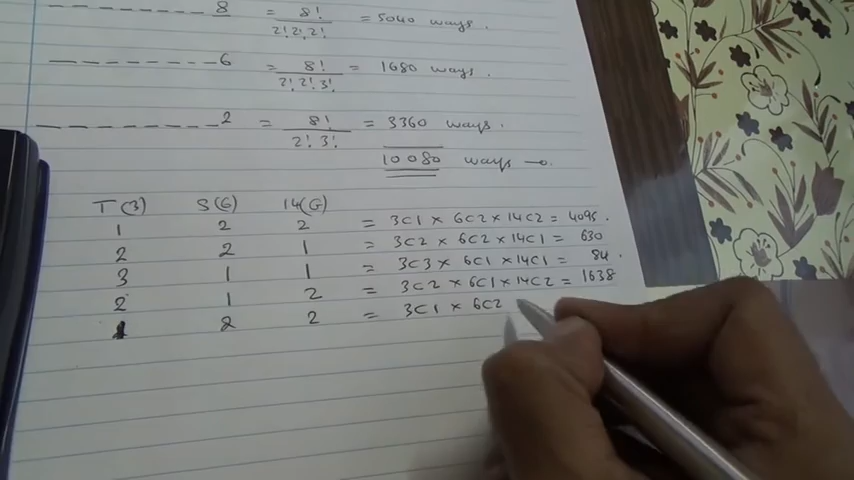 ________ 8 = 8!/2!2!2! = 5040 ways.
________ 6 = 8!/2!2!3! = 1680 ways.
________ 2 = 8!/2!3! = 3360 ways.
10080 ways
T(3) S(6) 14(G)
1 2 2 = 3C1 × 6C2 × 14C2 = 4095.
2 2 1 = 3C2 × 6C2 × 14C1 = 630
3 1 1 = 3C3 × 6C1 × 14C1 = 84.
2 1 2 = 3C2 × 6C1 × 14C2 = 1638
1 2 2 = 3C1 × 6C2